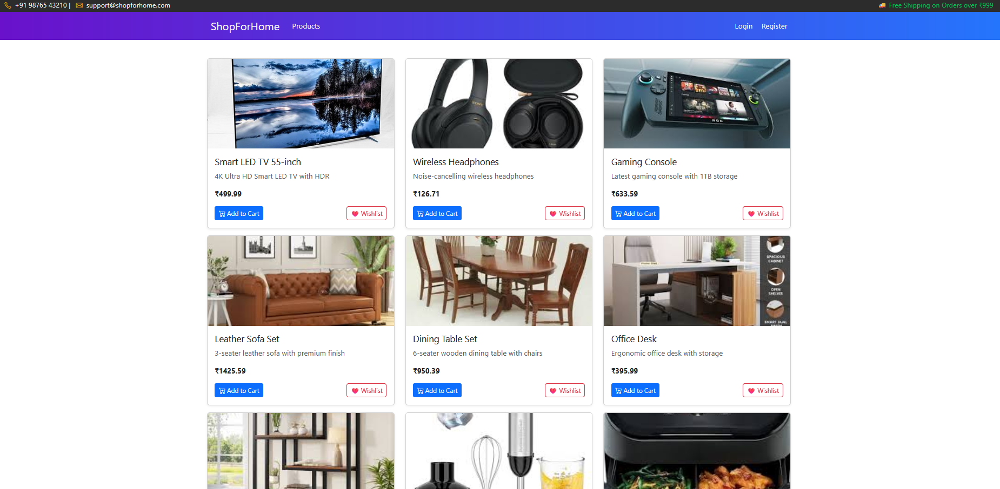 +91 98765 43210 | support@shopforhome.com
🚚 Free Shipping on Orders over ₹999
ShopForHome Products Login Register
SONY
ROG
Smart LED TV 55-inch
4K Ultra HD Smart LED TV with HDR
₹499.99
Add to Cart
❤ Wishlist
Wireless Headphones
Noise-cancelling wireless headphones
₹126.71
Add to Cart
❤ Wishlist
Gaming Console
Latest gaming console with 1TB storage
₹633.59
Add to Cart
❤ Wishlist
SPACIOUS
CABINET
OPEN
SHELVES
SMART DUAL
FINISH
Leather Sofa Set
3-seater leather sofa with premium finish
₹1425.59
Add to Cart
❤ Wishlist
Dining Table Set
6-seater wooden dining table with chairs
₹950.39
Add to Cart
❤ Wishlist
Office Desk
Ergonomic office desk with storage
₹395.99
Add to Cart
❤ Wishlist